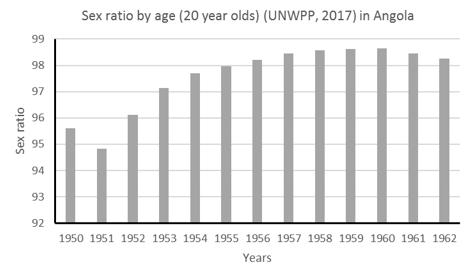 Sex ratio by age (20 year olds) (UNWPP, 2017) in Angola
99
98
97
96
95
94
93
92
Sex ratio
1950 1951 1952 1953 1954 1955 1956 1957 1958 1959 1960 1961 1962
Years